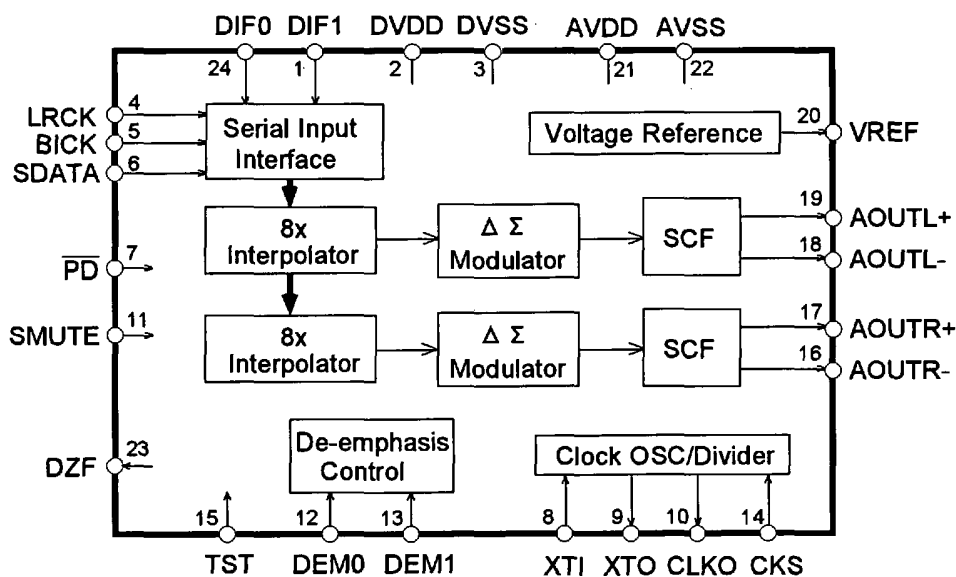 DIF0 DIF1 DVDD DVSS AVDD AVSS
24 1 2 3 21 22
LRCK 4
BICK 5
SDATA 6
Serial Input
Interface
Voltage Reference
20 VREF
8x
Interpolator
Δ Σ
Modulator
SCF
19 AOUTL+
18 AOUTL-
PD 7
SMUTE 11
8x
Interpolator
Δ Σ
Modulator
SCF
17 AOUTR+
16 AOUTR-
DZF 23
De-emphasis
Control
Clock OSC/Divider
15 12 13 8 9 10 14
TST DEM0 DEM1 XTI XTO CLKO CKS